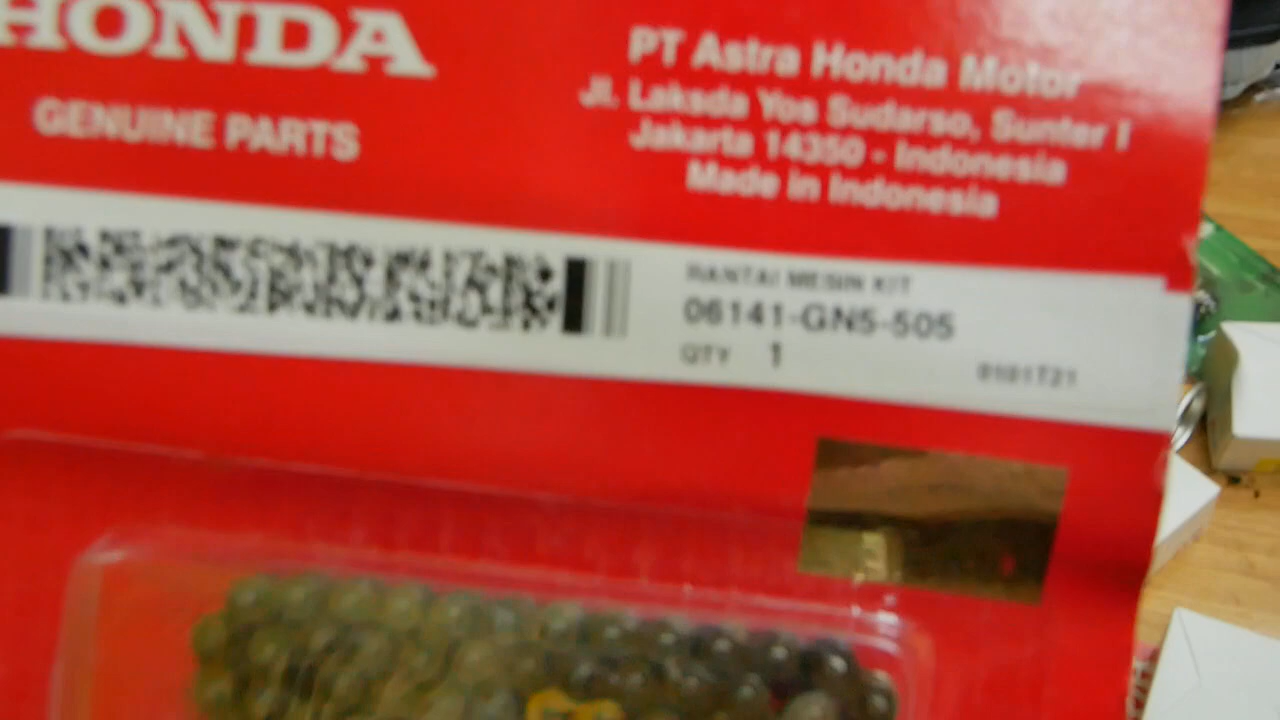 HONDA
GENUINE PARTS
PT Astra Honda Motor
Jl. Laksda Yos Sudarso, Sunter I
Jakarta 14350 - Indonesia
Made in Indonesia
RANTAI MESIN KIT
06141-GN5-505
QTY 1